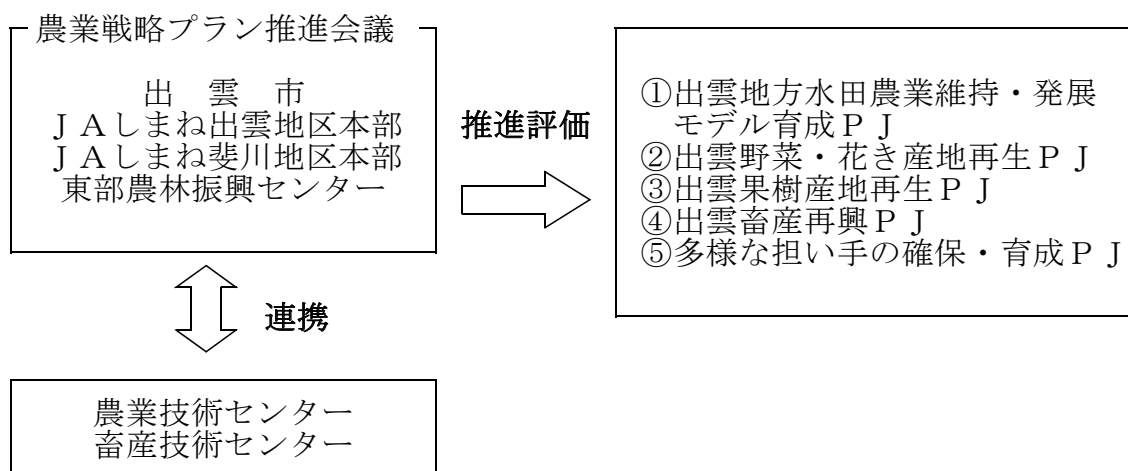 農業戦略プラン推進会議
出 雲 市
ＪＡしまね出雲地区本部
ＪＡしまね斐川地区本部
東部農林振興センター
推進評価
①出雲地方水田農業維持・発展
モデル育成ＰＪ
②出雲野菜・花き産地再生ＰＪ
③出雲果樹産地再生ＰＪ
④出雲畜産再興ＰＪ
⑤多様な担い手の確保・育成ＰＪ
連携
農業技術センター
畜産技術センター